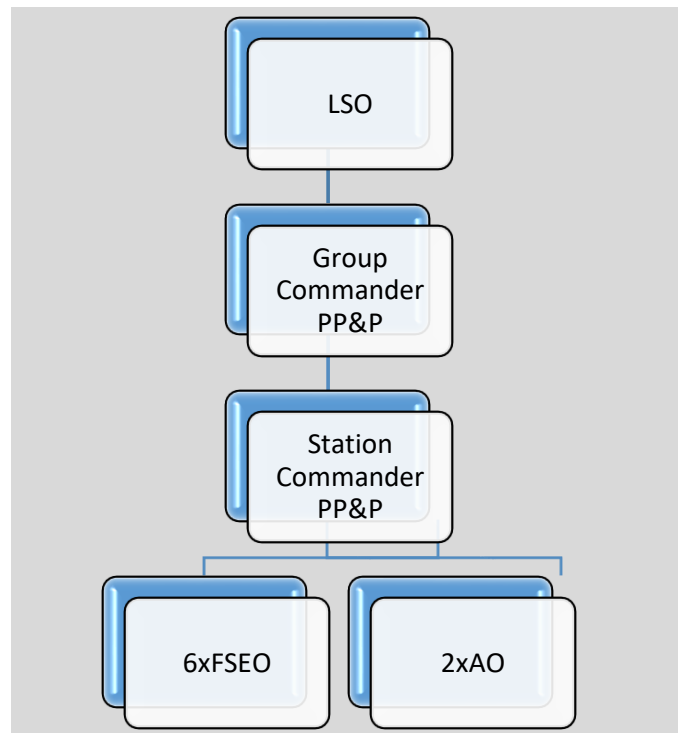 LSO
Group
Commander
PP&P
Station
Commander
PP&P
6xFSEO
2xAO